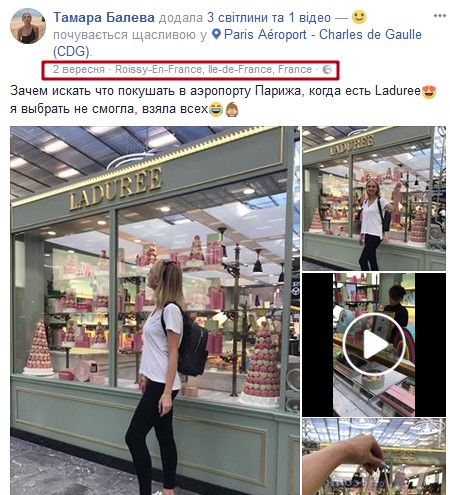 Тамара Балева додала 3 світлини та 1 відео —
почувається щасливою у Paris Aéroport - Charles de Gaulle
(CDG).
2 вересня · Roissy-En-France, Ile-de-France, France ·
Зачем искать что покушать в аэропорту Парижа, когда есть Laduree
я выбрать не смогла, взяла всех
LADURÉE